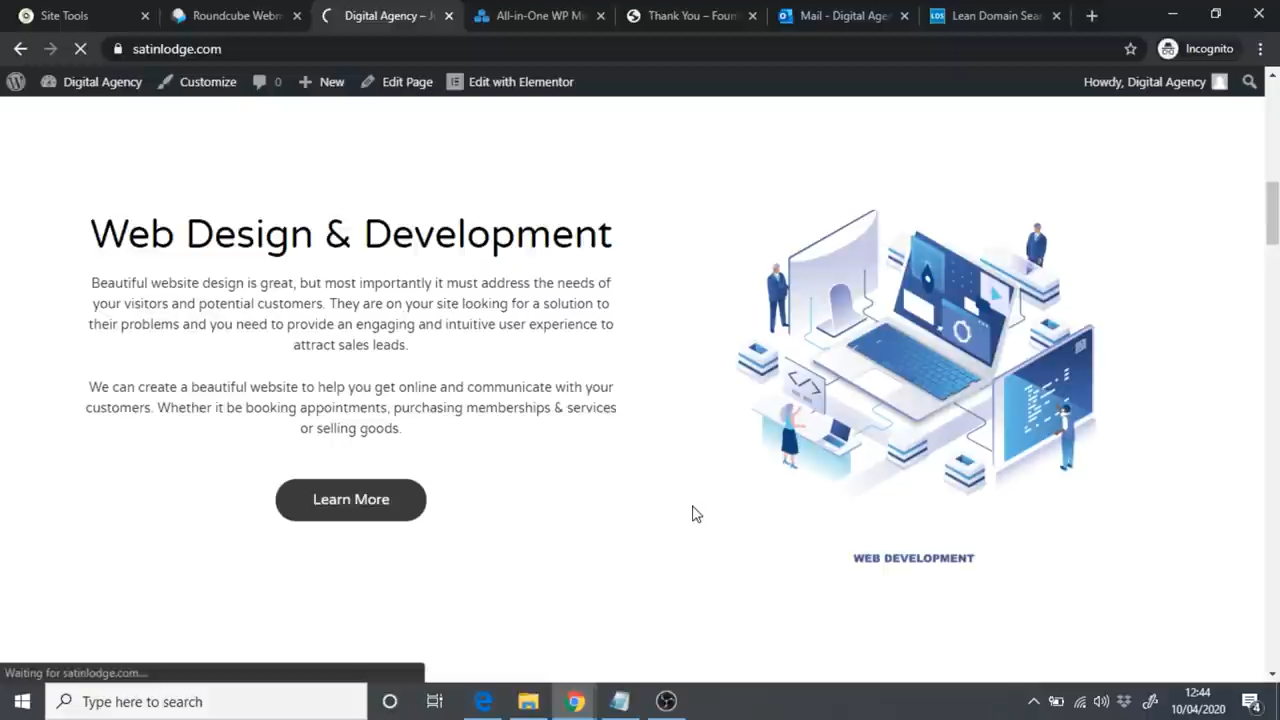 Site Tools
Roundcube Webm
Digital Agency – J
All-in-One WP M
Thank You – Foun
Mail - Digital Age
LDS
Lean Domain Sear
satinlodge.com
Incognito
Digital Agency
Customize
0
New
Edit Page
Edit with Elementor
Howdy, Digital Agency
Web Design & Development
Beautiful website design is great, but most importantly it must address the needs of
your visitors and potential customers. They are on your site looking for a solution to
their problems and you need to provide an engaging and intuitive user experience to
attract sales leads.
We can create a beautiful website to help you get online and communicate with your
customers. Whether it be booking appointments, purchasing memberships & services
or selling goods.
Learn More
</>
WEB DEVELOPMENT
Waiting for satinlodge.com...
Type here to search
12:44
10/04/2020
4